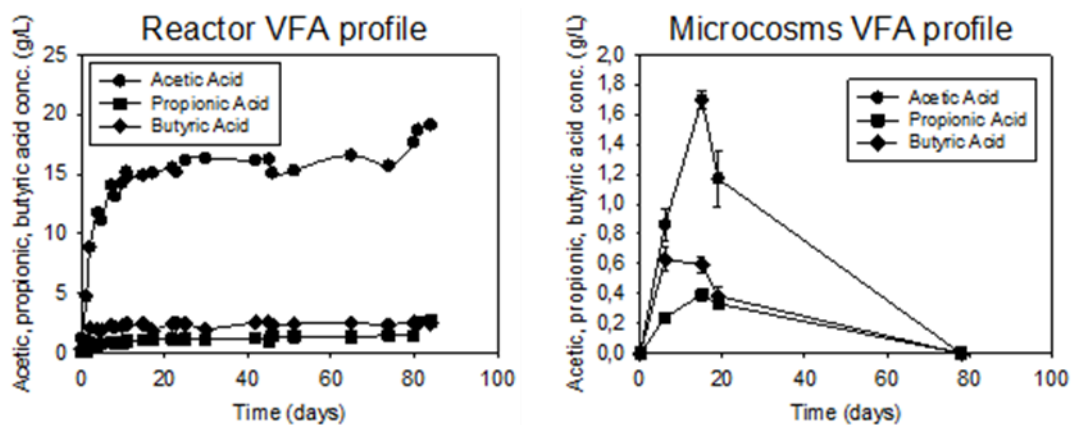 Reactor VFA profile
Acetic, propionic, butyric acid conc. (g/L)
25
20
15
10
5
0
Acetic Acid
Propionic Acid
Butyric Acid
0 20 40 60 80 100
Time (days)
Microcosms VFA profile
Acetic, propionic, butyric acid conc. (g/L)
2,0
1,8
1,6
1,4
1,2
1,0
0,8
0,6
0,4
0,2
0,0
Acetic Acid
Propionic Acid
Butyric Acid
0 20 40 60 80 100
Time (days)